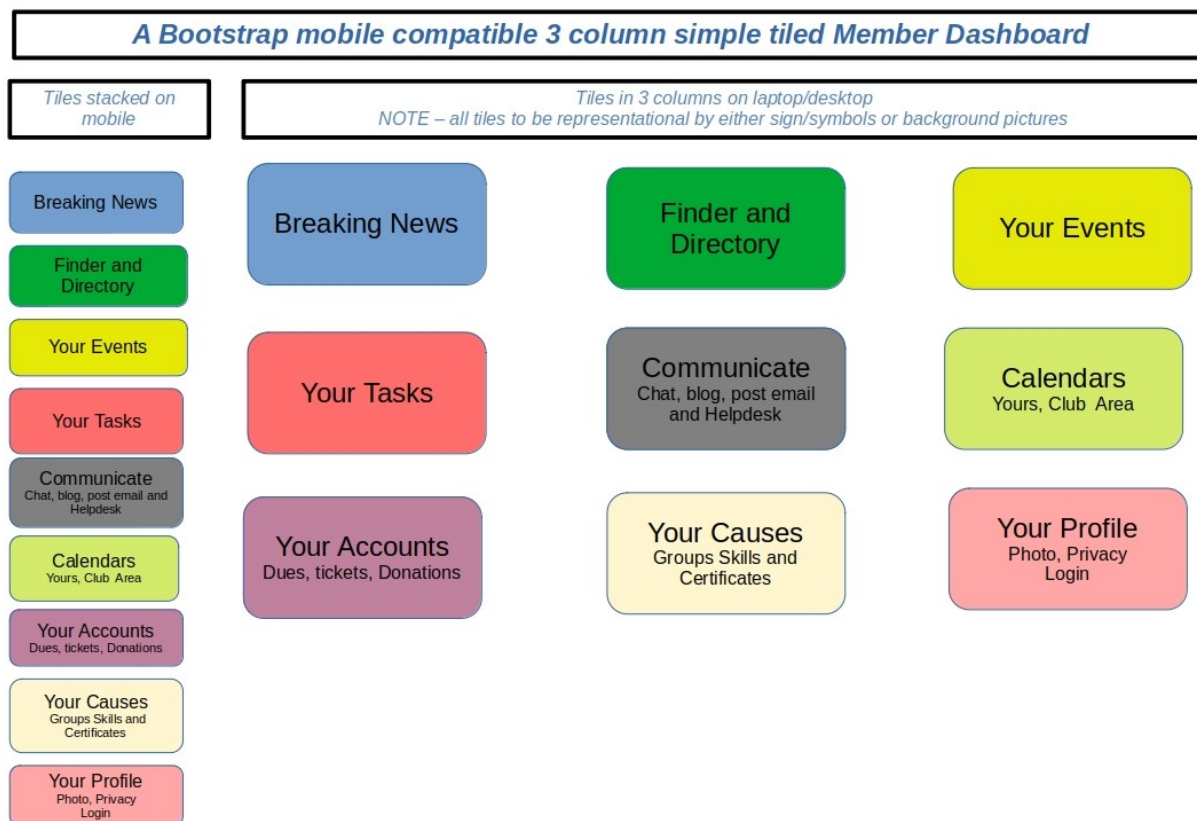 A Bootstrap mobile compatible 3 column simple tiled Member Dashboard
Tiles stacked on
mobile
Tiles in 3 columns on laptop/desktop
NOTE – all tiles to be representational by either sign/symbols or background pictures
Breaking News
Finder and
Directory
Your Events
Your Tasks
Communicate
Chat, blog, post email and
Helpdesk
Calendars
Yours, Club Area
Your Accounts
Dues, tickets, Donations
Your Causes
Groups Skills and
Certificates
Your Profile
Photo, Privacy
Login
Breaking News
Finder and
Directory
Your Events
Your Tasks
Communicate
Chat, blog, post email
and Helpdesk
Calendars
Yours, Club Area
Your Accounts
Dues, tickets, Donations
Your Causes
Groups Skills and
Certificates
Your Profile
Photo, Privacy
Login